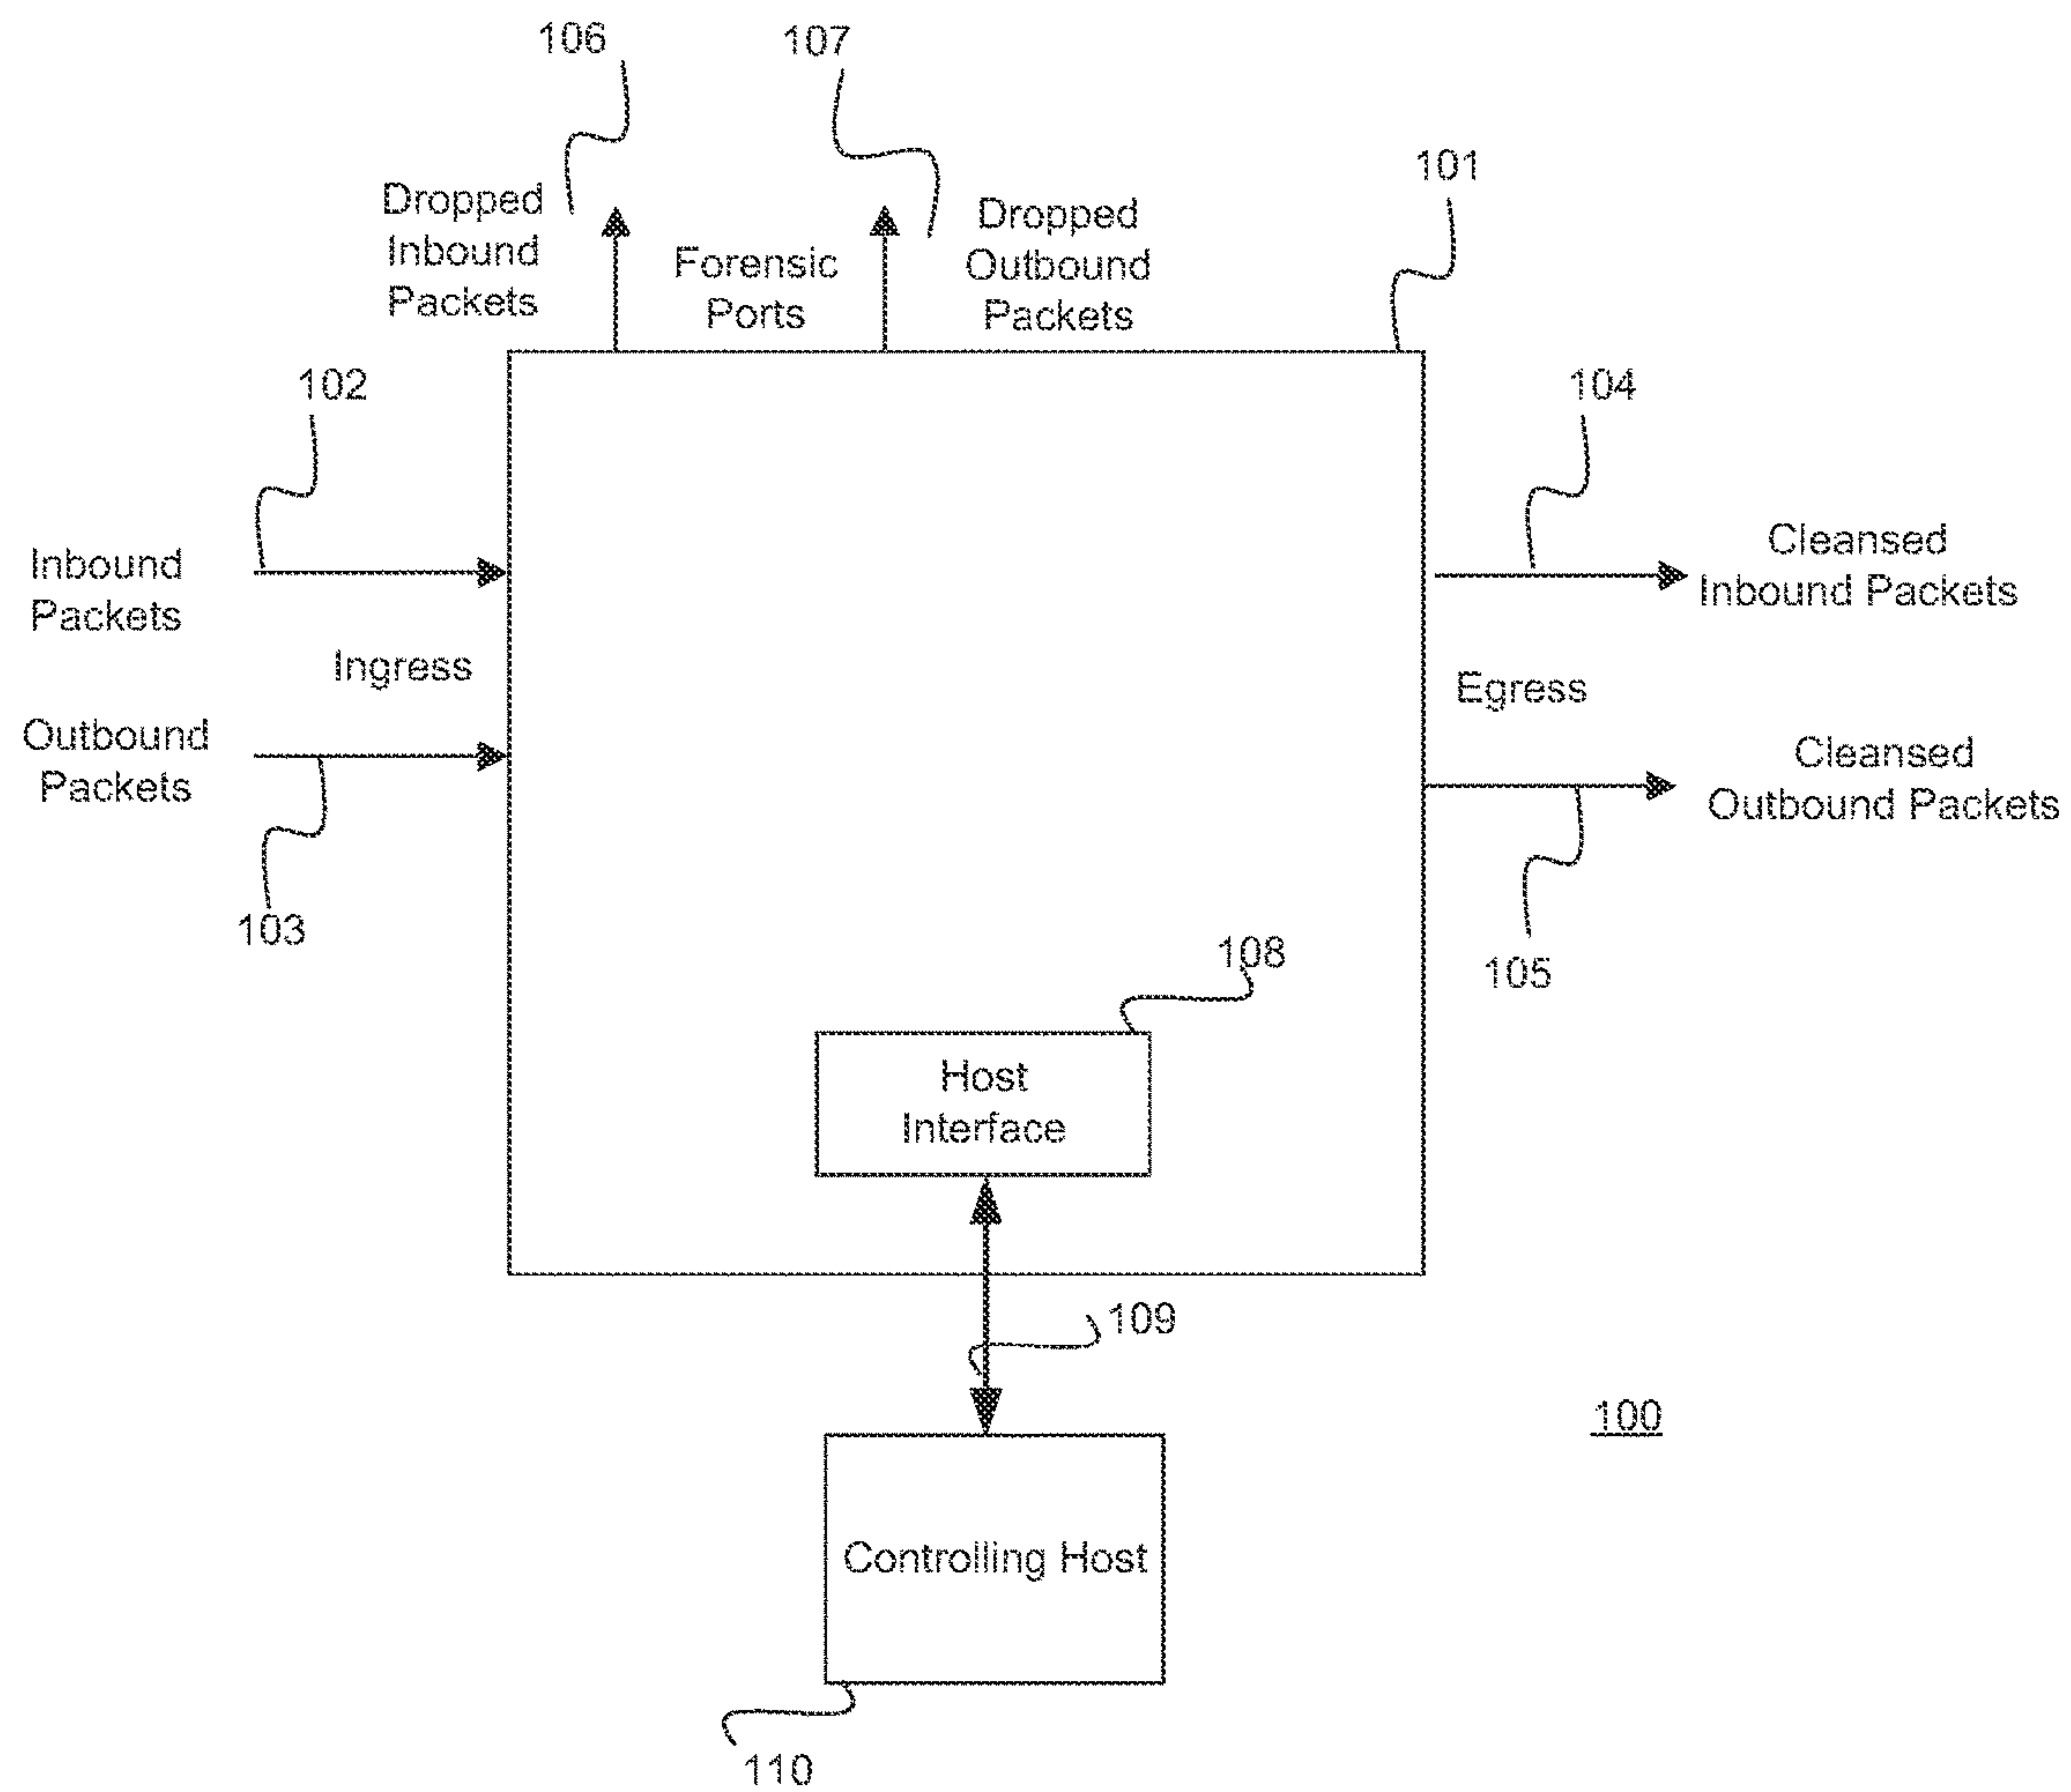 106
107
101
Dropped
Inbound
Packets
Forensic
Ports
Dropped
Outbound
Packets
102
104
Inbound
Packets
Cleansed
Inbound Packets
Ingress
Egress
Outbound
Packets
Cleansed
Outbound Packets
103
105
108
Host
Interface
109
100
Controlling Host
110